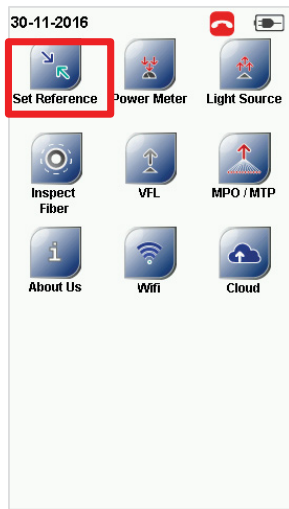 30-11-2016
Set Reference
Power Meter
Light Source
Inspect
Fiber
VFL
MPO / MTP
i
About Us
Wifi
Cloud